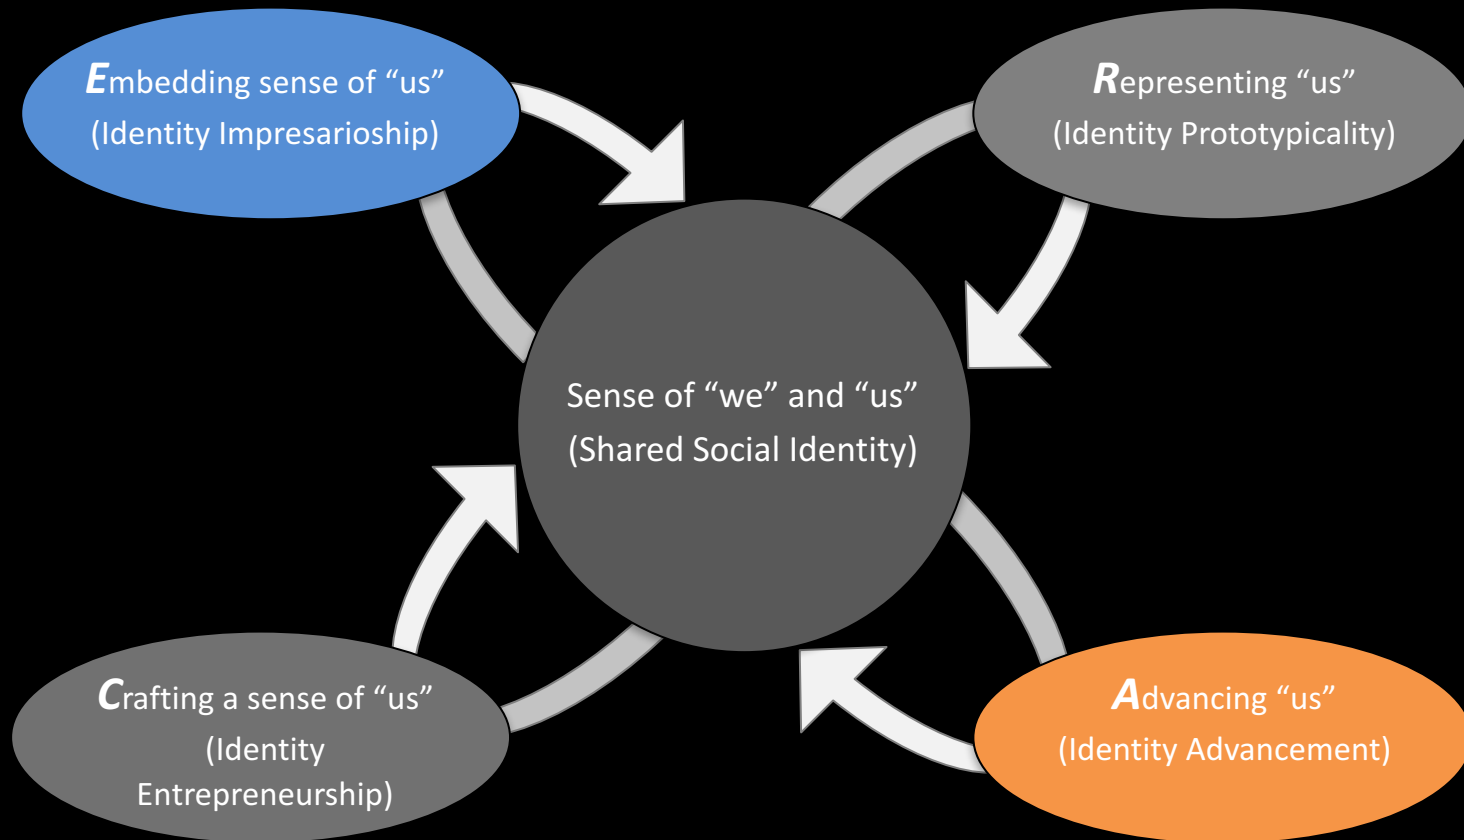 Embedding sense of “us”
(Identity Impresarioship)
Representing “us”
(Identity Prototypicality)
Sense of “we” and “us”
(Shared Social Identity)
Crafting a sense of “us”
(Identity
Entrepreneurship)
Advancing “us”
(Identity Advancement)